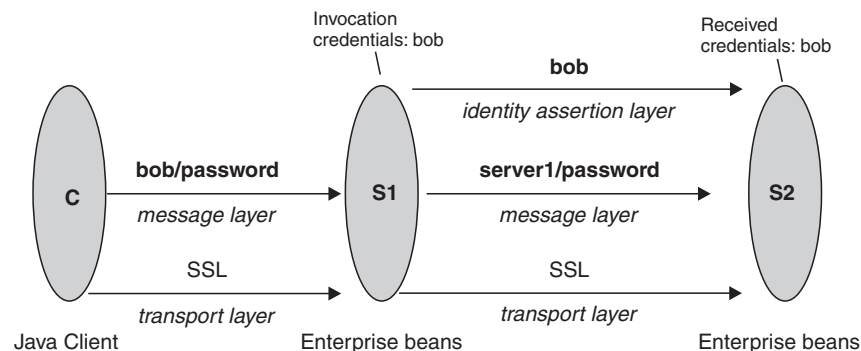 Invocation
credentials: bob
Received
credentials: bob
bob
identity assertion layer
bob/password
message layer
server1/password
message layer
C
S1
S2
SSL
transport layer
SSL
transport layer
Java Client
Enterprise beans
Enterprise beans